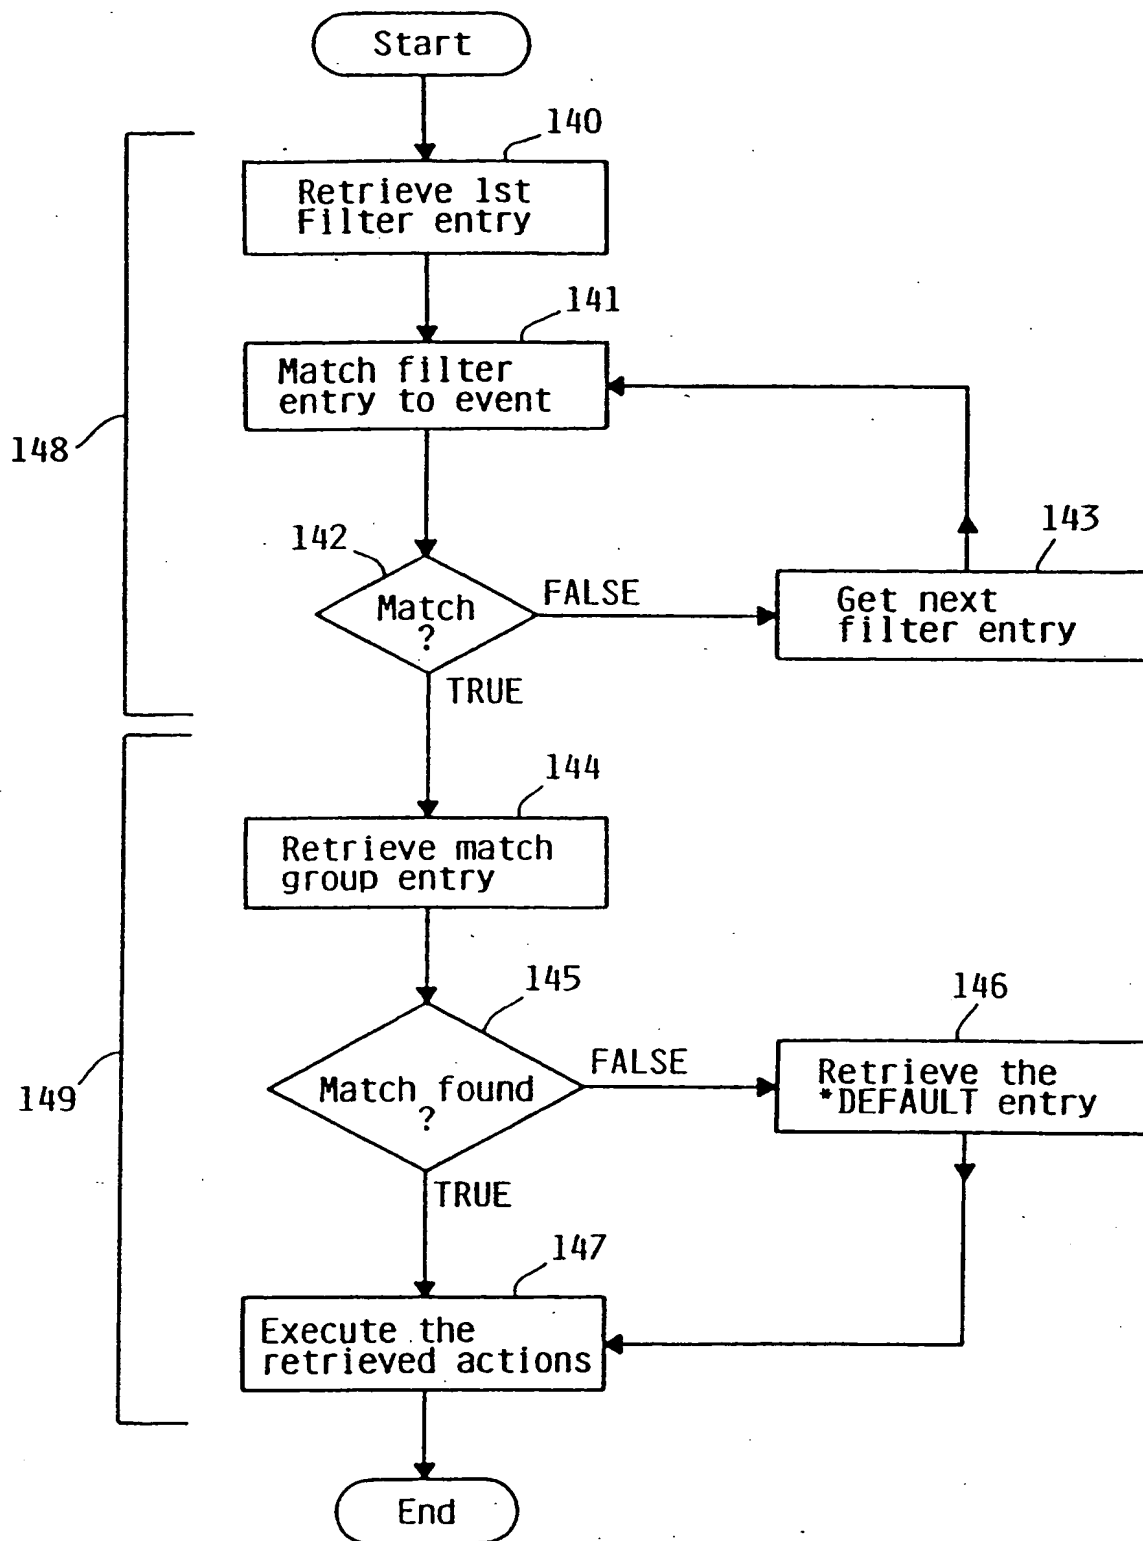 Start
140
Retrieve 1st
Filter entry
141
Match filter
entry to event
148
142
Match
?
FALSE
143
Get next
filter entry
TRUE
144
Retrieve match
group entry
145
Match found
?
FALSE
146
Retrieve the
*DEFAULT entry
149
TRUE
147
Execute the
retrieved actions
End